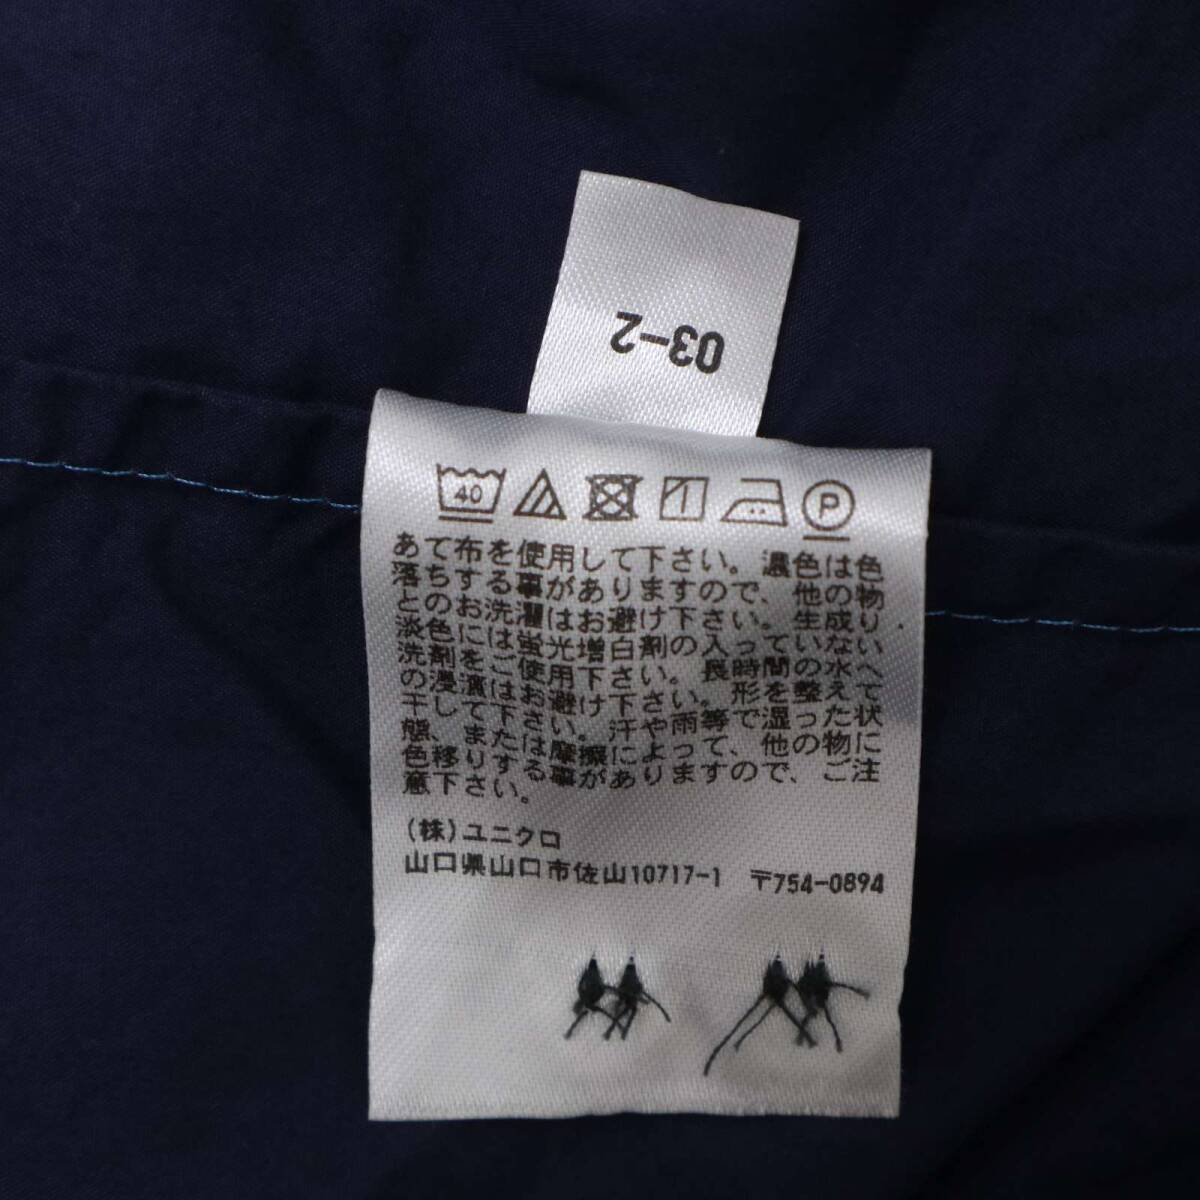 03-2
40 P
あて布を使用して下さい。濃色は色
落ちする事がありますので、他の物
とのお洗濯はお避け下さい。生成り・
淡色には蛍光増白剤の入っていない
洗剤をご使用下さい。長時間の水へ
の浸漬はお避け下さい。形を整えて
干して下さい。汗や雨等で湿った状
態、または摩擦によって、他の物に
色移りする事がありますので、ご注
意下さい。
(株)ユニクロ
山口県山口市佐山10717-1 〒754-0894